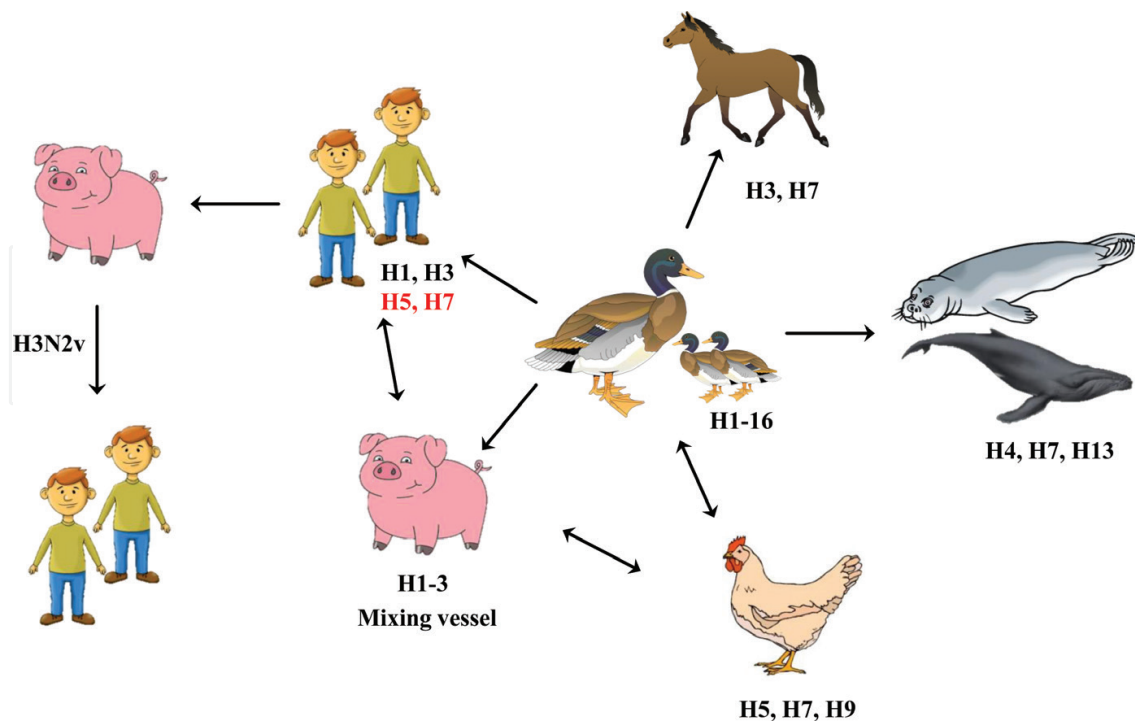 H3, H7
H1, H3
H5, H7
H3N2v
H1-16
H4, H7, H13
H1-3
Mixing vessel
H5, H7, H9